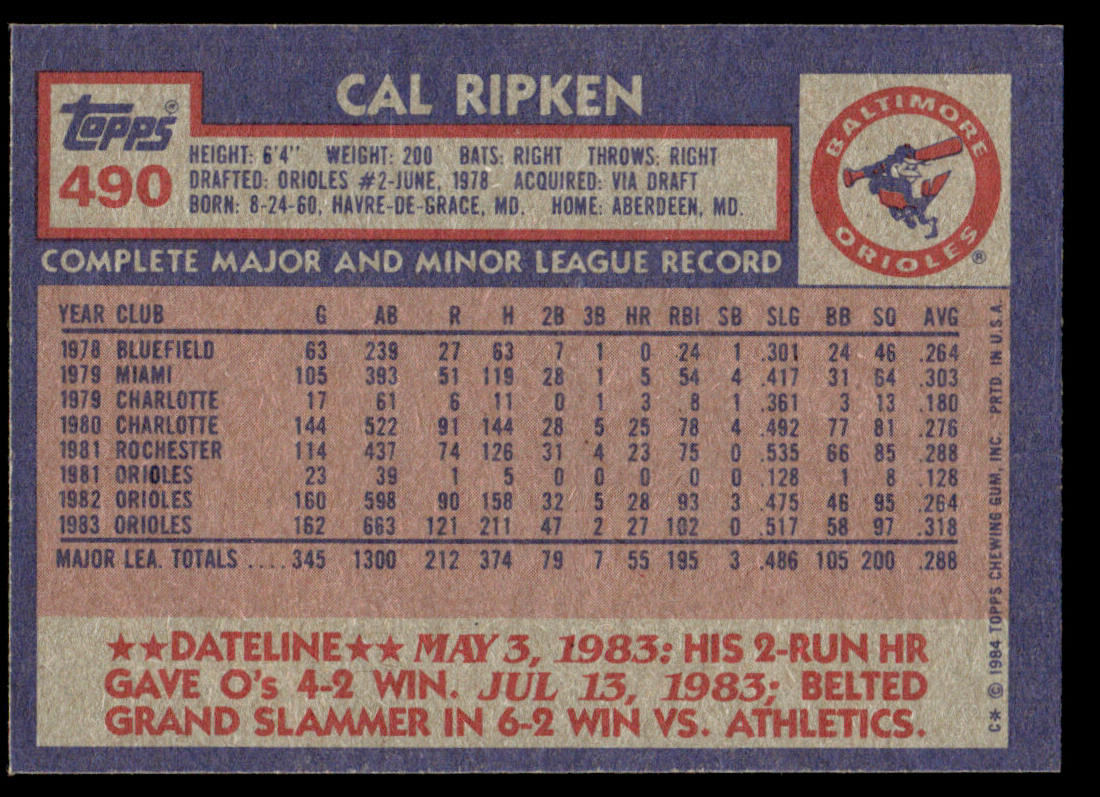 CAL RIPKEN
Topps®
490
HEIGHT: 6'4" WEIGHT: 200 BATS: RIGHT THROWS: RIGHT
DRAFTED: ORIOLES #2-JUNE, 1978 ACQUIRED: VIA DRAFT
BORN: 8-24-60, HAVRE-DE-GRACE, MD. HOME: ABERDEEN, MD.
BALTIMORE
ORIOLES ®
COMPLETE MAJOR AND MINOR LEAGUE RECORD
YEAR CLUB G AB R H 2B 3B HR RBI SB SLG BB SO AVG
1978 BLUEFIELD 63 239 27 63 7 1 0 24 1 .301 24 46 .264
1979 MIAMI 105 393 51 119 28 1 5 54 4 .417 31 64 .303
1979 CHARLOTTE 17 61 6 11 0 1 3 8 1 .361 3 13 .180
1980 CHARLOTTE 144 522 91 144 28 5 25 78 4 .492 77 81 .276
1981 ROCHESTER 114 437 74 126 31 4 23 75 0 .535 66 85 .288
1981 ORIOLES 23 39 1 5 0 0 0 0 0 .128 1 8 .128
1982 ORIOLES 160 598 90 158 32 5 28 93 3 .475 46 95 .264
1983 ORIOLES 162 663 121 211 47 2 27 102 0 .517 58 97 .318
MAJOR LEA. TOTALS ....345 1300 212 374 79 7 55 195 3 .486 105 200 .288
★★DATELINE★★ MAY 3, 1983: HIS 2-RUN HR
GAVE O's 4-2 WIN. JUL 13, 1983; BELTED
GRAND SLAMMER IN 6-2 WIN VS. ATHLETICS.
C* © 1984 TOPPS CHEWING GUM, INC. PRTD IN U.S.A.